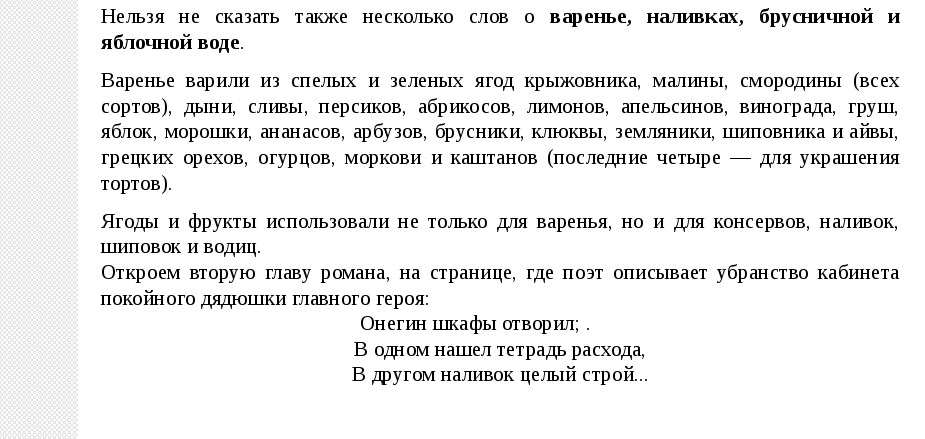 Нельзя не сказать также несколько слов о варенье, наливках, брусничной и
яблочной воде.
Варенье варили из спелых и зеленых ягод крыжовника, малины, смородины (всех
сортов), дыни, сливы, персиков, абрикосов, лимонов, апельсинов, винограда, груш,
яблок, морошки, ананасов, арбузов, брусники, клюквы, земляники, шиповника и айвы,
грецких орехов, огурцов, моркови и каштанов (последние четыре — для украшения
тортов).
Ягоды и фрукты использовали не только для варенья, но и для консервов, наливок,
шиповок и водиц.
Откроем вторую главу романа, на странице, где поэт описывает убранство кабинета
покойного дядюшки главного героя:
Онегин шкафы отворил; .
В одном нашел тетрадь расхода,
В другом наливок целый строй...